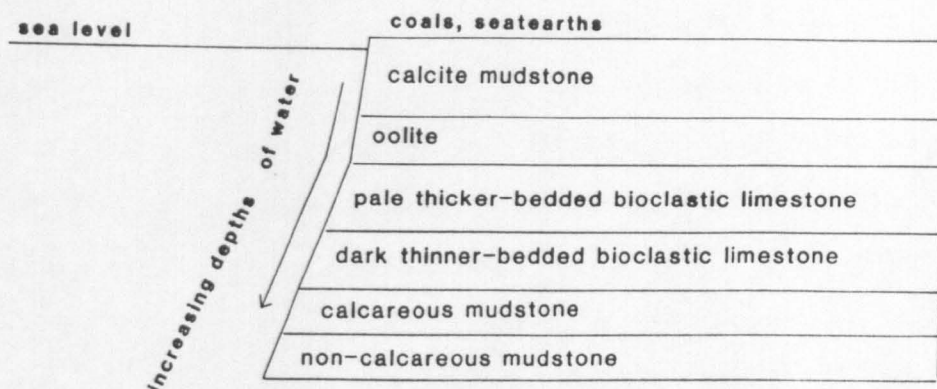 sea level
coals, seatearths
calcite mudstone
oolite
pale thicker-bedded bioclastic limestone
dark thinner-bedded bioclastic limestone
calcareous mudstone
non-calcareous mudstone
increasing depths of water